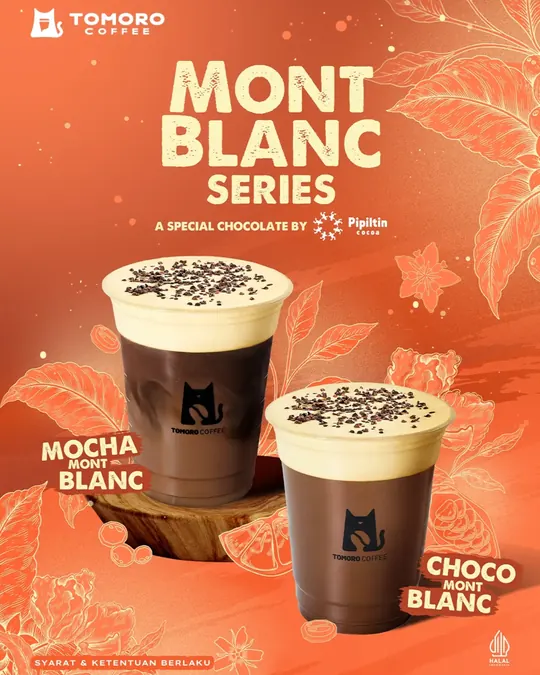 TOMORO
COFFEE
MONT
BLANC
SERIES
A SPECIAL CHOCOLATE BY Pipiltin
COCOA
TOMORO COFFEE
MOCHA
MONT
BLANC
TOMORO COFFEE
CHOCO
MONT
BLANC
SYARAT & KETENTUAN BERLAKU
HALAL
INDONESIA